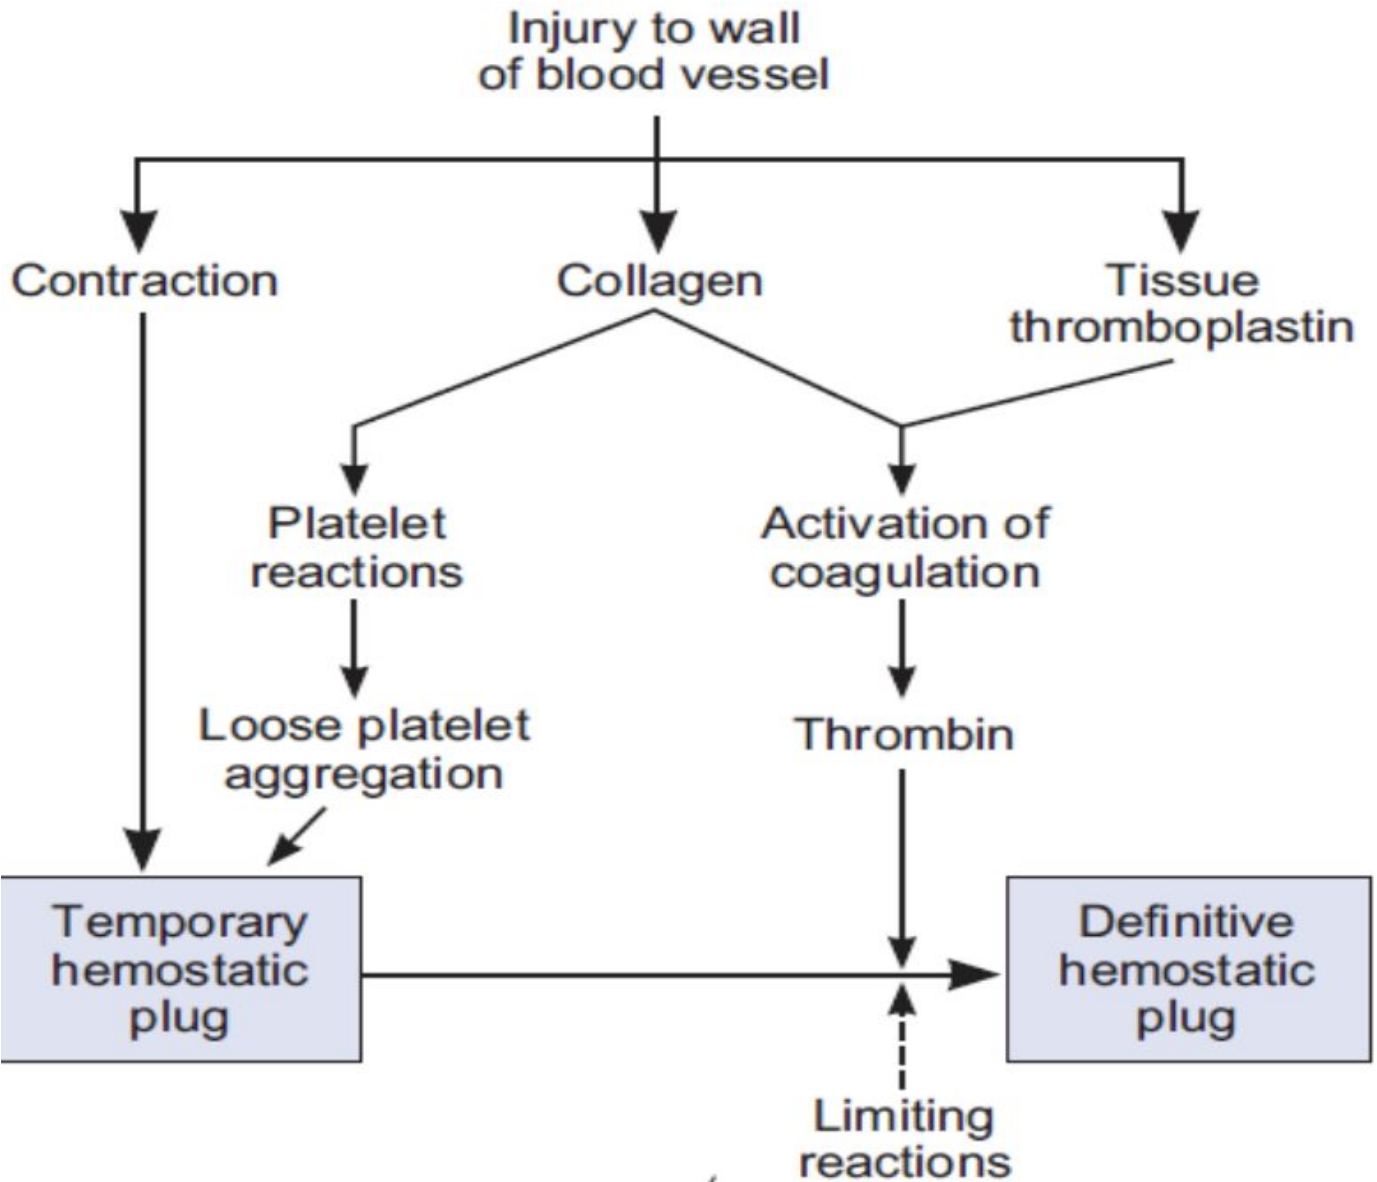 Injury to wall
of blood vessel
Contraction
Collagen
Tissue
thromboplastin
Platelet
reactions
Activation of
coagulation
Loose platelet
aggregation
Thrombin
Temporary
hemostatic
plug
Definitive
hemostatic
plug
Limiting
reactions